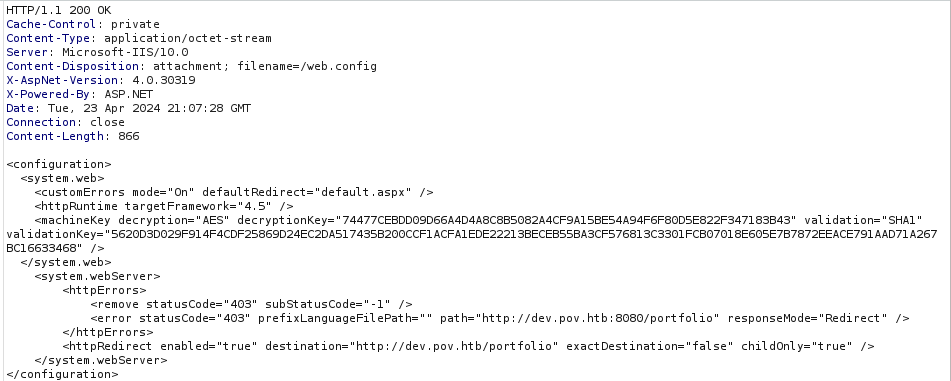 HTTP/1.1 200 OK
Cache-Control: private
Content-Type: application/octet-stream
Server: Microsoft-IIS/10.0
Content-Disposition: attachment; filename=/web.config
X-AspNet-Version: 4.0.30319
X-Powered-By: ASP.NET
Date: Tue, 23 Apr 2024 21:07:28 GMT
Connection: close
Content-Length: 866
<configuration>
<system.web>
<customErrors mode="On" defaultRedirect="default.aspx" />
<httpRuntime targetFramework="4.5" />
<machineKey decryption="AES" decryptionKey="74477CEBDD09D66A4D4A8C8B5082A4CF9A15BE54A94F6F80D5E822F347183B43" validation="SHA1"
validationKey="5620D3D029F914F4CDF25869D24EC2DA517435B200CCF1ACFA1EDE22213BECEB55BA3CF576813C3301FCB07018E605E7B7872EEACE791AAD71A267
BC16633468" />
</system.web>
<system.webServer>
<httpErrors>
<remove statusCode="403" subStatusCode="-1" />
<error statusCode="403" prefixLanguageFilePath="" path="http://dev.pov.htb:8080/portfolio" responseMode="Redirect" />
</httpErrors>
<httpRedirect enabled="true" destination="http://dev.pov.htb/portfolio" exactDestination="false" childOnly="true" />
</system.webServer>
</configuration>